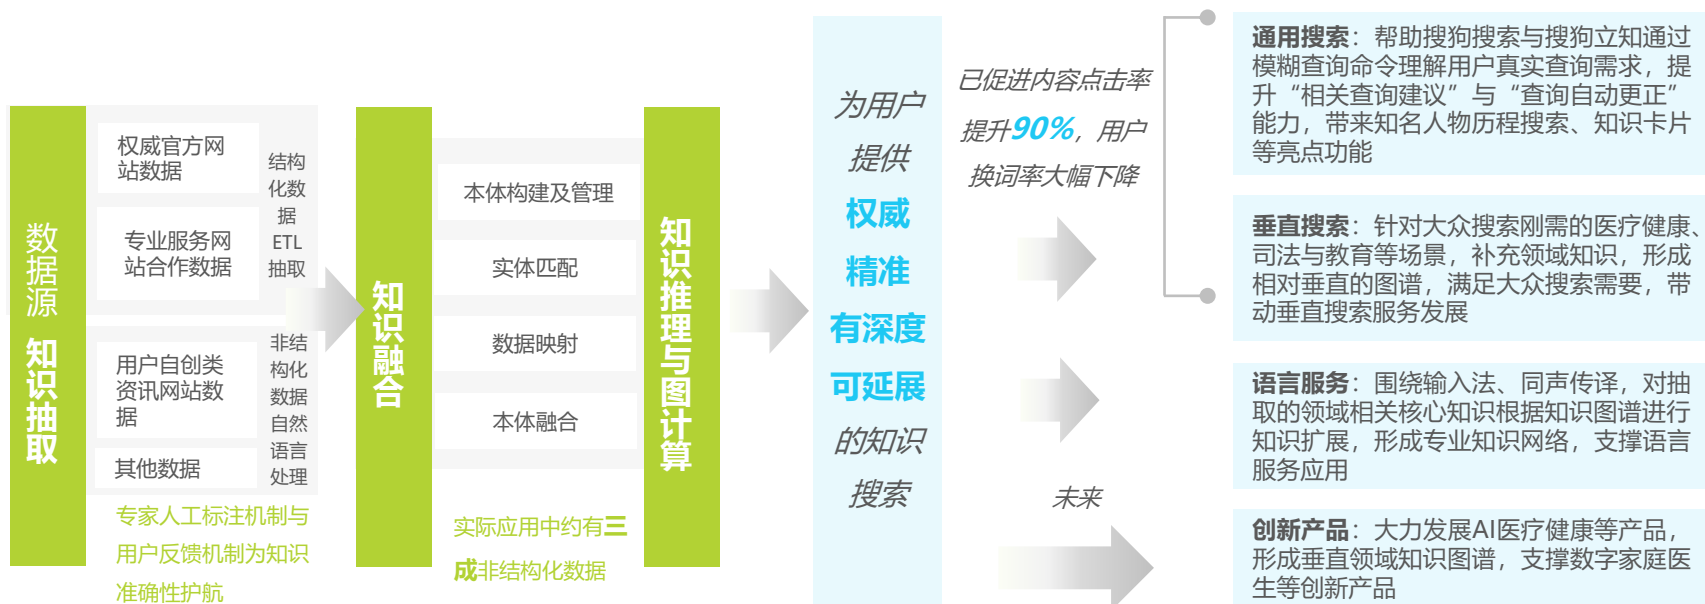 数据源 知识抽取
权威官方网
站数据
专业服务网
站合作数据
结构
化数
据
ETL
抽取
用户自创类
资讯网站数
据
其他数据
非结
构化
数据
自然
语言
处理
专家人工标注机制与
用户反馈机制为知识
准确性护航
知识融合
本体构建及管理
实体匹配
数据映射
本体融合
实际应用中约有三
成非结构化数据
知识推理与图计算
为用户
提供
权威
精准
有深度
可延展
的知识
搜索
已促进内容点击率
提升90%，用户
换词率大幅下降
未来
通用搜索：帮助搜狗搜索与搜狗立知通过
模糊查询命令理解用户真实查询需求，提
升“相关查询建议”与“查询自动更正”
能力，带来知名人物历程搜索、知识卡片
等亮点功能
垂直搜索：针对大众搜索刚需的医疗健康、
司法与教育等场景，补充领域知识，形成
相对垂直的图谱，满足大众搜索需要，带
动垂直搜索服务发展
语言服务：围绕输入法、同声传译，对抽
取的领域相关核心知识根据知识图谱进行
知识扩展，形成专业知识网络，支撑语言
服务应用
创新产品：大力发展AI医疗健康等产品，
形成垂直领域知识图谱，支撑数字家庭医
生等创新产品